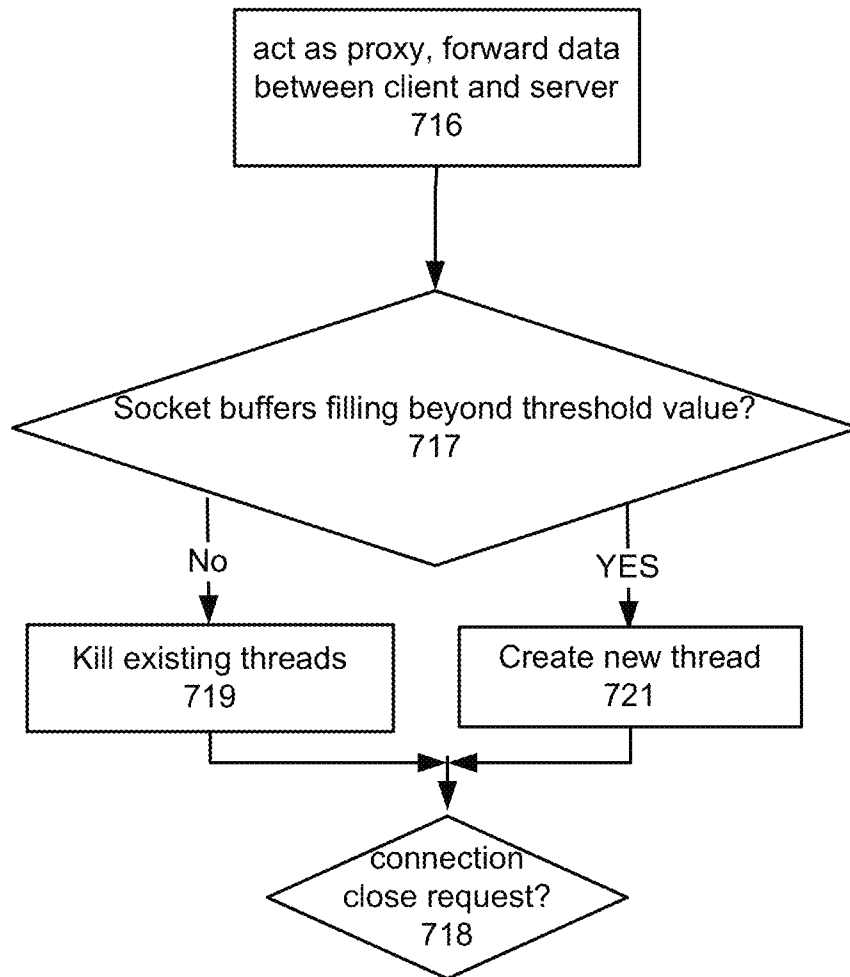 act as proxy, forward data
between client and server
716
Socket buffers filling beyond threshold value?
717
No
YES
Kill existing threads
719
Create new thread
721
connection
close request?
718